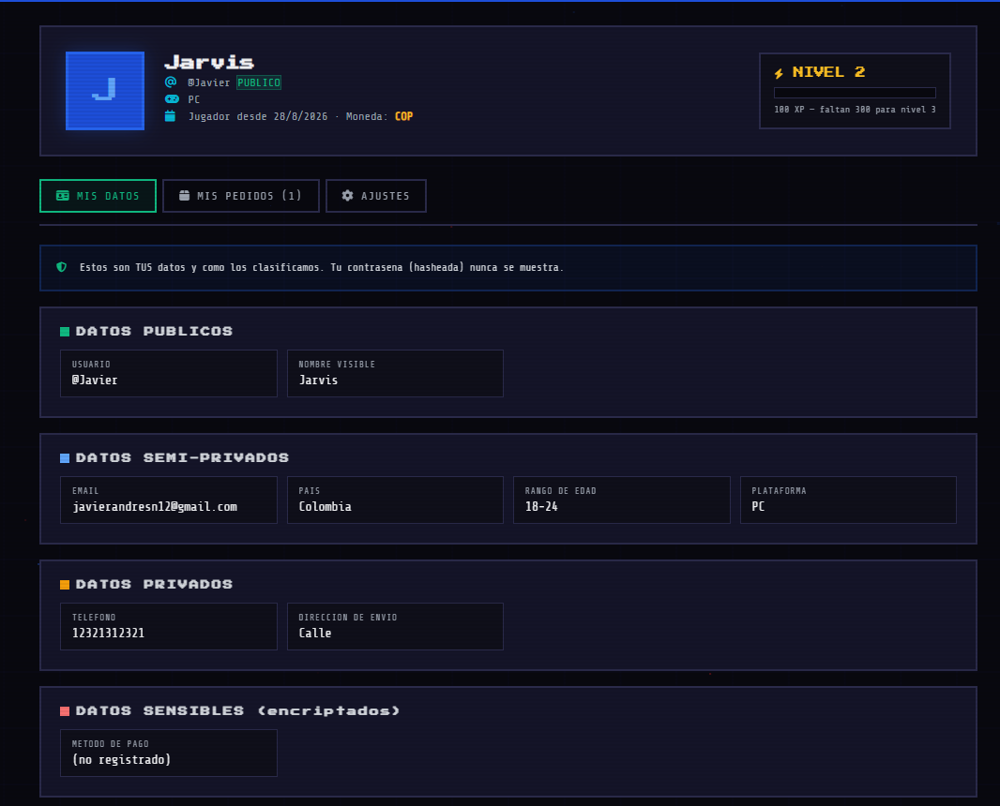 J
Jarvis
@Javier PUBLICO
PC
Jugador desde 28/8/2026 · Moneda: COP
NIVEL 2
100 XP — faltan 300 para nivel 3
MIS DATOS
MIS PEDIDOS (1)
AJUSTES
Estos son TUS datos y como los clasificamos. Tu contrasena (hasheada) nunca se muestra.
DATOS PUBLICOS
USUARIO
@Javier
NOMBRE VISIBLE
Jarvis
DATOS SEMI-PRIVADOS
EMAIL
javierandresn12@gmail.com
PAIS
Colombia
RANGO DE EDAD
18-24
PLATAFORMA
PC
DATOS PRIVADOS
TELEFONO
12321312321
DIRECCION DE ENVIO
Calle
DATOS SENSIBLES (encriptados)
METODO DE PAGO
(no registrado)